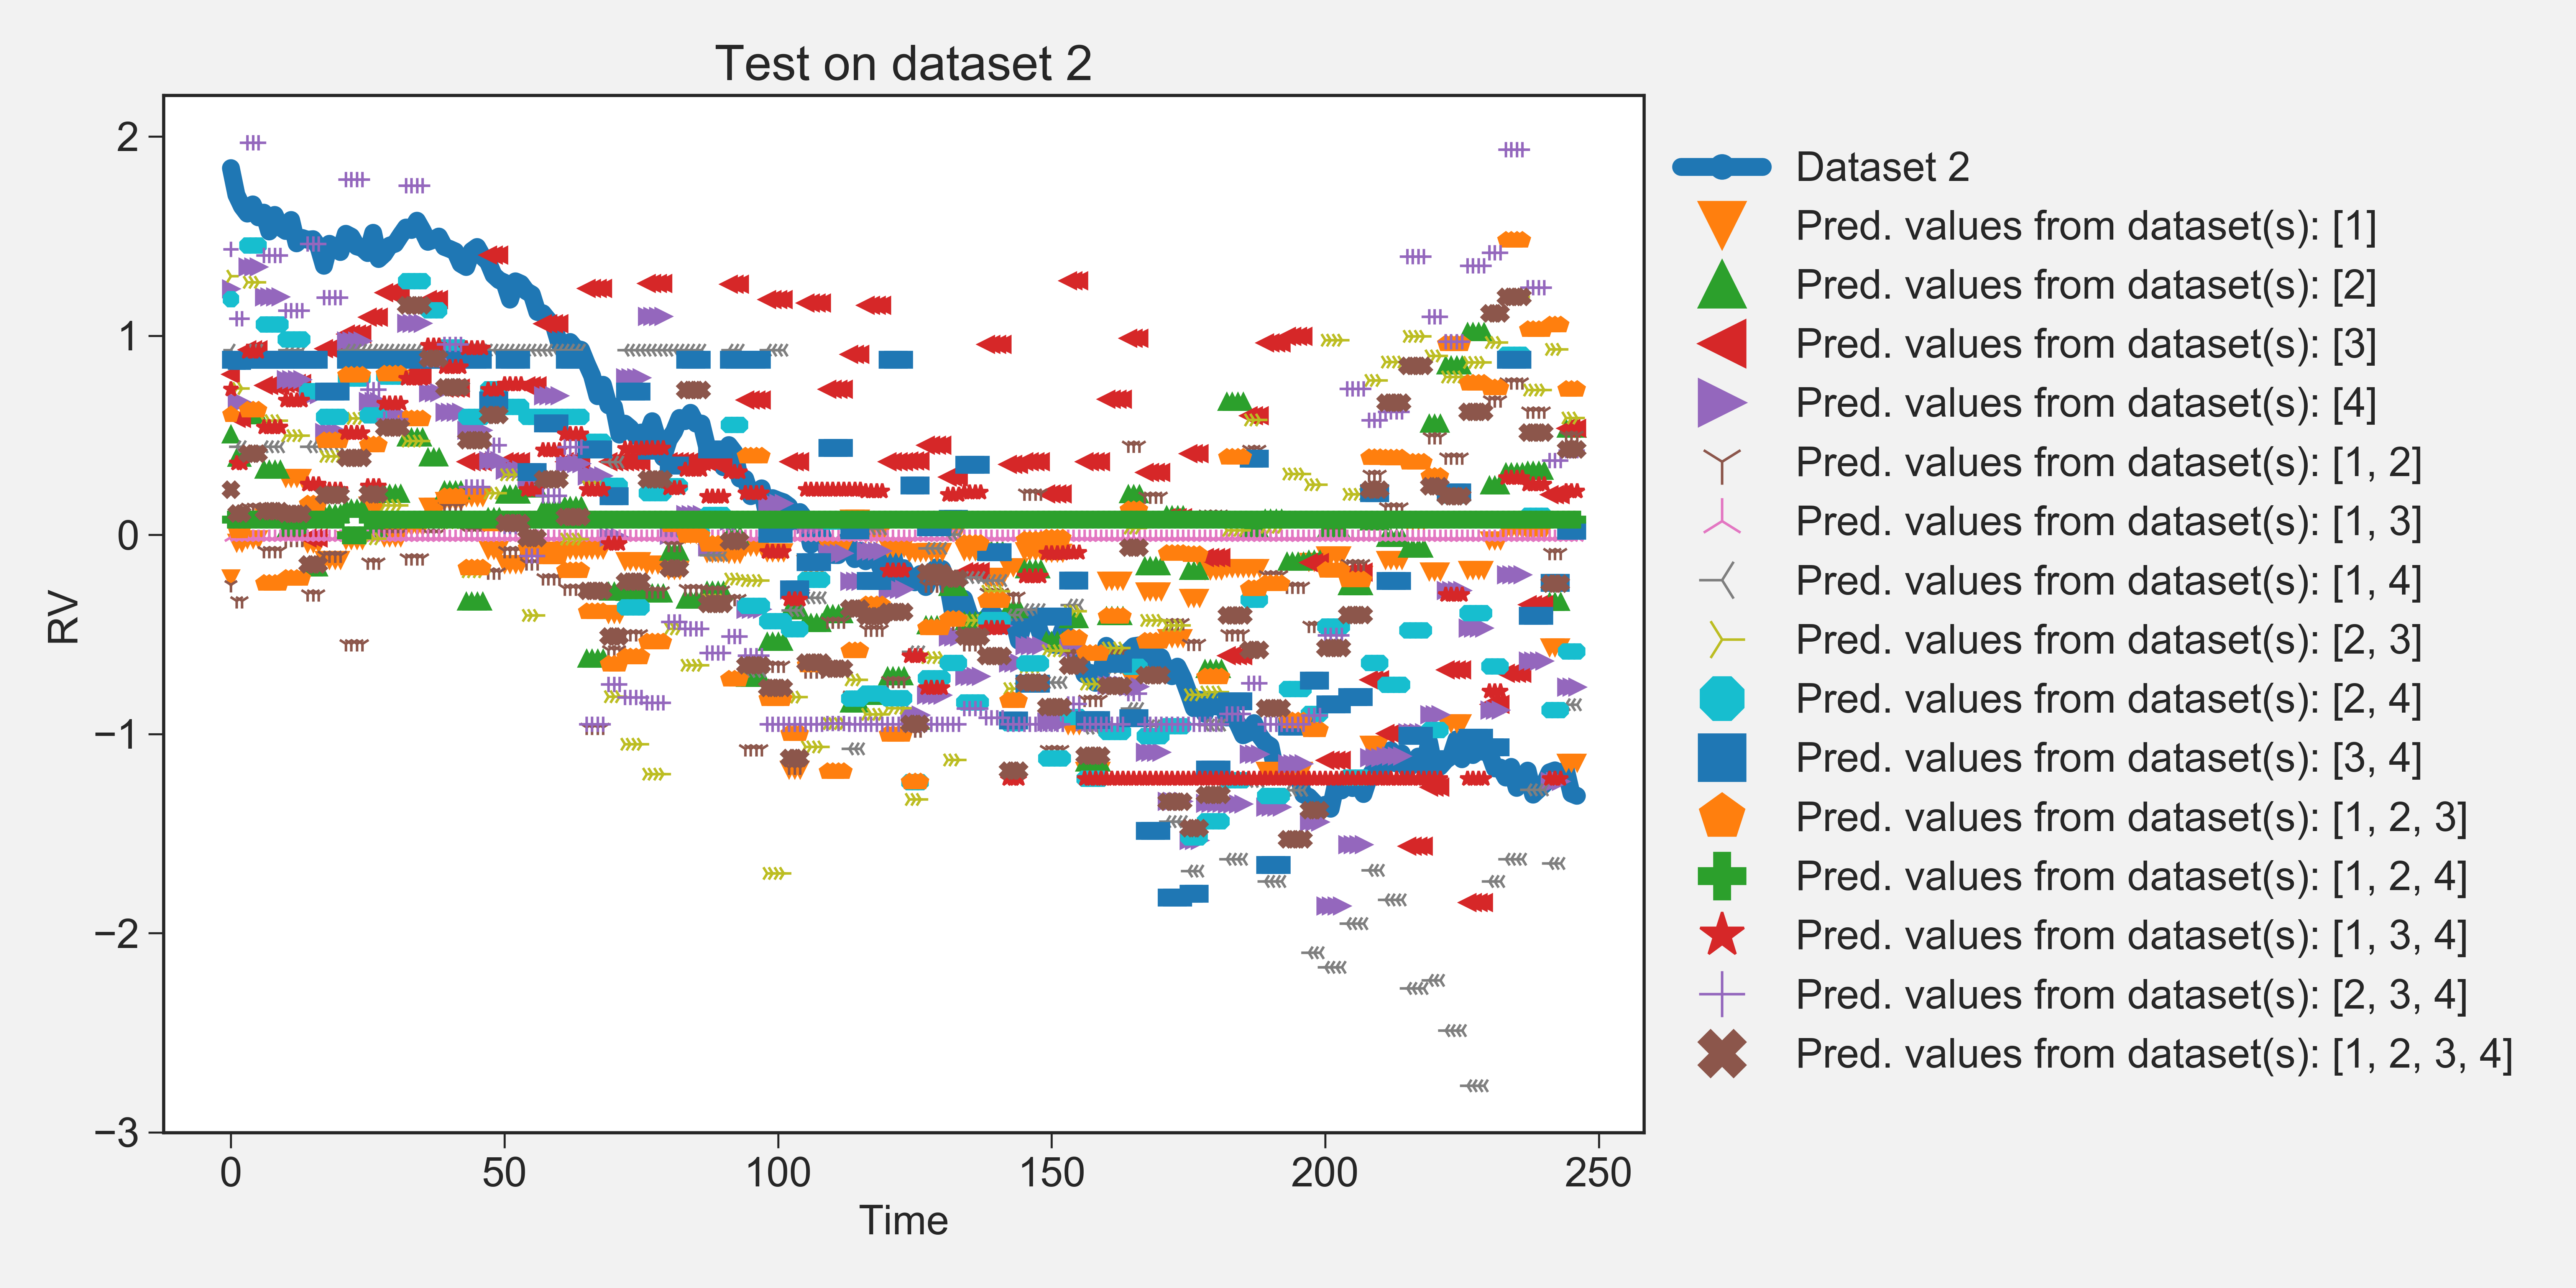 Test on dataset 2
2
1
0
−1
−2
−3
RV
0
50
100
150
200
250
Time
Dataset 2
Pred. values from dataset(s): [1]
Pred. values from dataset(s): [2]
Pred. values from dataset(s): [3]
Pred. values from dataset(s): [4]
Pred. values from dataset(s): [1, 2]
Pred. values from dataset(s): [1, 3]
Pred. values from dataset(s): [1, 4]
Pred. values from dataset(s): [2, 3]
Pred. values from dataset(s): [2, 4]
Pred. values from dataset(s): [3, 4]
Pred. values from dataset(s): [1, 2, 3]
Pred. values from dataset(s): [1, 2, 4]
Pred. values from dataset(s): [1, 3, 4]
Pred. values from dataset(s): [2, 3, 4]
Pred. values from dataset(s): [1, 2, 3, 4]